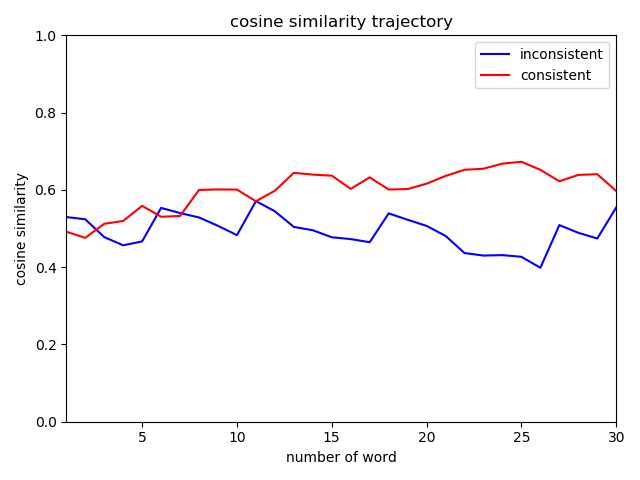 cosine similarity trajectory
inconsistent
consistent
1.0
0.8
0.6
0.4
0.2
0.0
cosine similarity
5 10 15 20 25 30
number of word